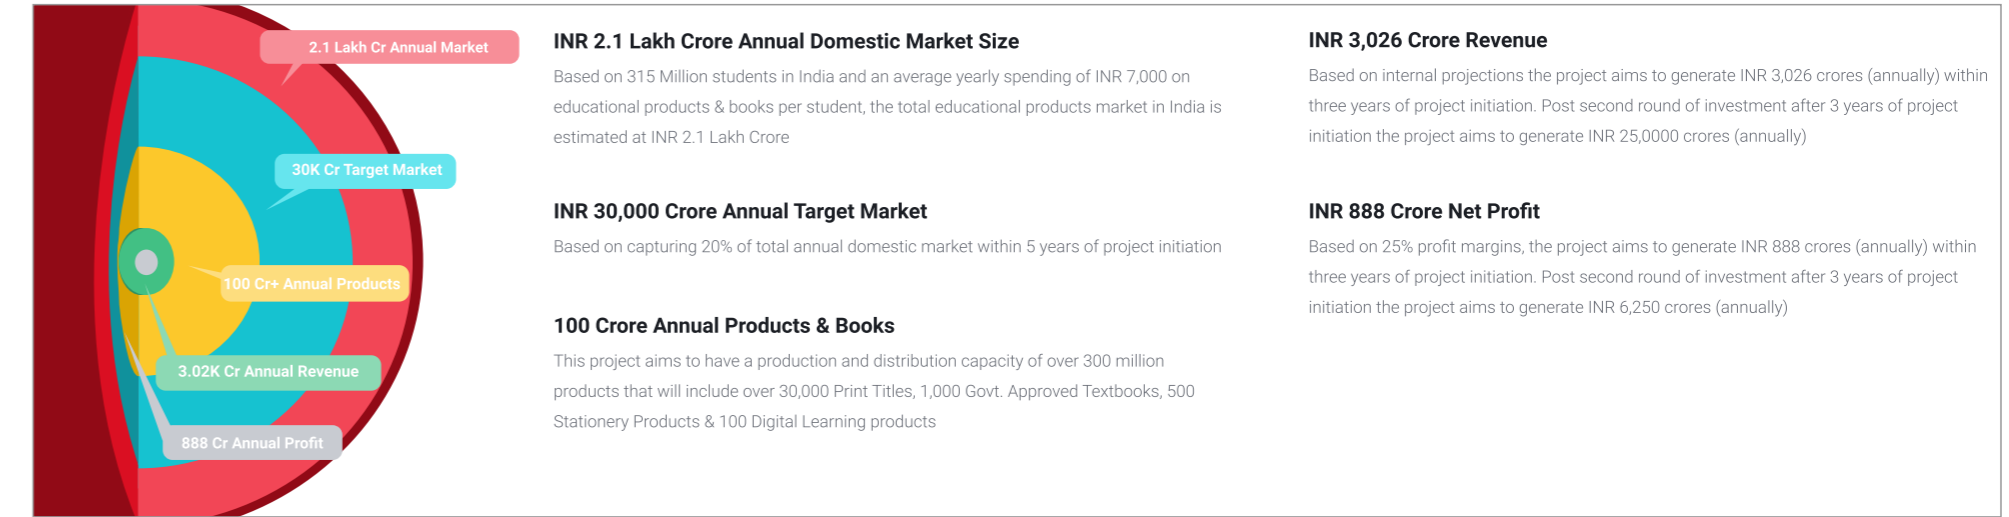 2.1 Lakh Cr Annual Market
30K Cr Target Market
100 Cr+ Annual Products
3.02K Cr Annual Revenue
888 Cr Annual Profit
INR 2.1 Lakh Crore Annual Domestic Market Size
Based on 315 Million students in India and an average yearly spending of INR 7,000 on
educational products & books per student, the total educational products market in India is
estimated at INR 2.1 Lakh Crore
INR 30,000 Crore Annual Target Market
Based on capturing 20% of total annual domestic market within 5 years of project initiation
100 Crore Annual Products & Books
This project aims to have a production and distribution capacity of over 300 million
products that will include over 30,000 Print Titles, 1,000 Govt. Approved Textbooks, 500
Stationery Products & 100 Digital Learning products
INR 3,026 Crore Revenue
Based on internal projections the project aims to generate INR 3,026 crores (annually) within
three years of project initiation. Post second round of investment after 3 years of project
initiation the project aims to generate INR 25,0000 crores (annually)
INR 888 Crore Net Profit
Based on 25% profit margins, the project aims to generate INR 888 crores (annually) within
three years of project initiation. Post second round of investment after 3 years of project
initiation the project aims to generate INR 6,250 crores (annually)